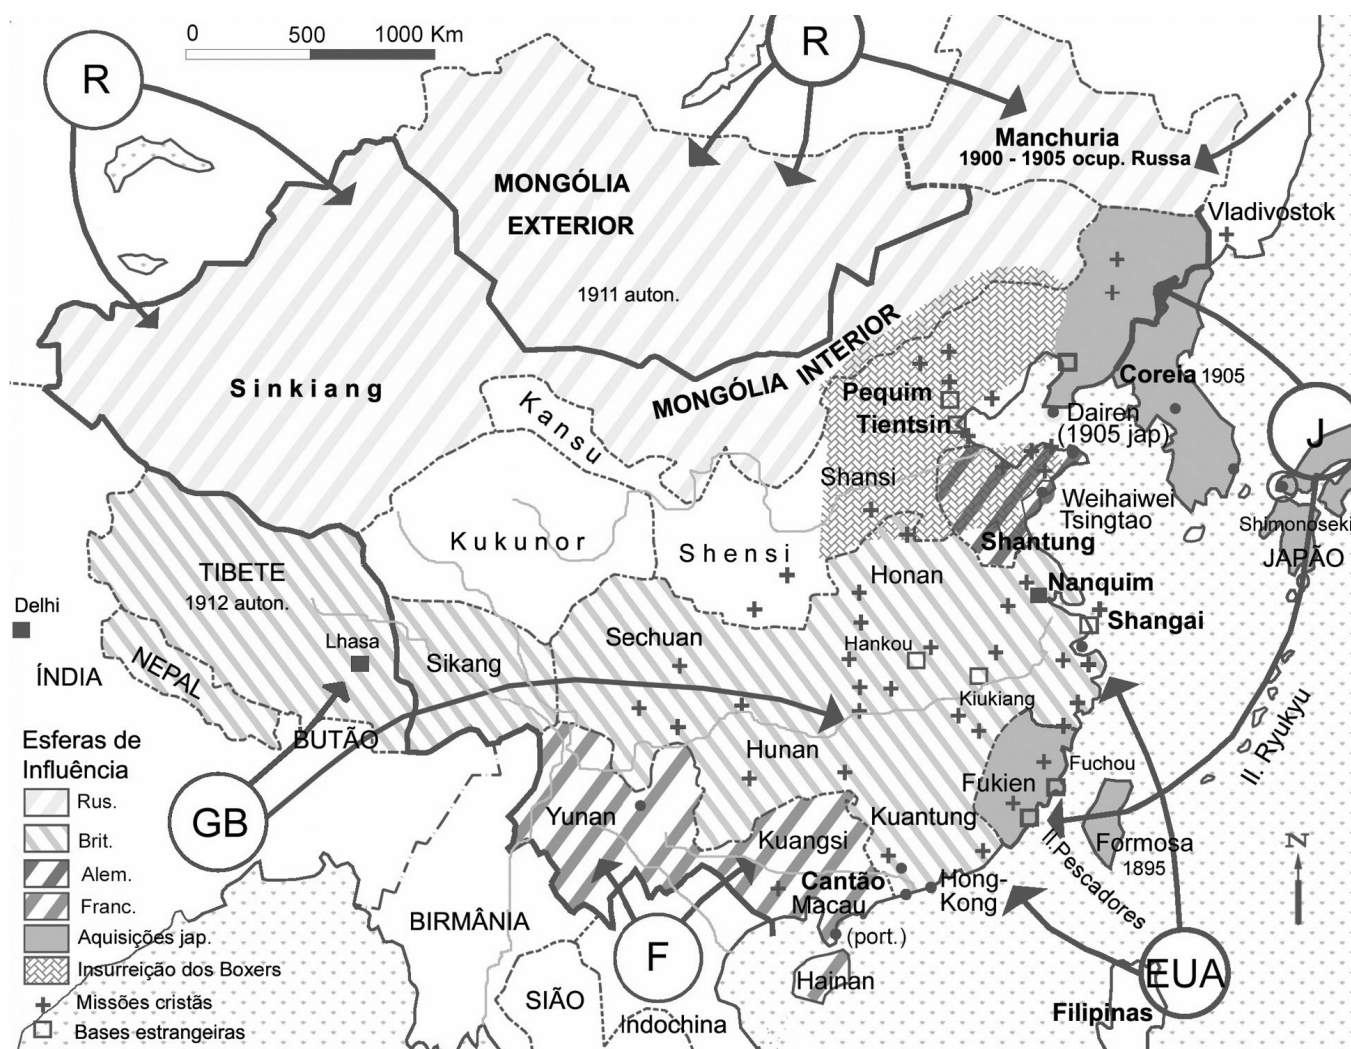 0 500 1000 Km
R
R
Manchuria
1900 - 1905 ocup. Russa
MONGÓLIA
EXTERIOR
1911 auton.
Vladivostok
Sinkiang
MONGÓLIA INTERIOR
Kansu
Pequim
Tientsin
Coreia 1905
Dairen
(1905 jap)
J
Shansi
Weihaiwei
Tsingtao
Shimonoseki
JAPÃO
Kukunor
Shensi
Shantung
Honan
Nanquim
Shangai
TIBETE
1912 auton.
Delhi
Lhasa
ÍNDIA
NEPAL
BUTÃO
Sikang
Sechuan
Hankou
Kiukiang
Hunan
Fukien
Fuchou
Il. Ryukyu
Esferas de
Influência
Rus.
Brit.
Alem.
Franc.
Aquisições jap.
Insurreição dos Boxers
Missões cristãs
Bases estrangeiras
GB
Yunan
Kuangsi
Kuantung
Formosa
1895
Il.Pescadores
N
Cantão
Macau
(port.)
Hong-
Kong
BIRMÂNIA
F
Hainan
EUA
Filipinas
SIÃO
Indochina